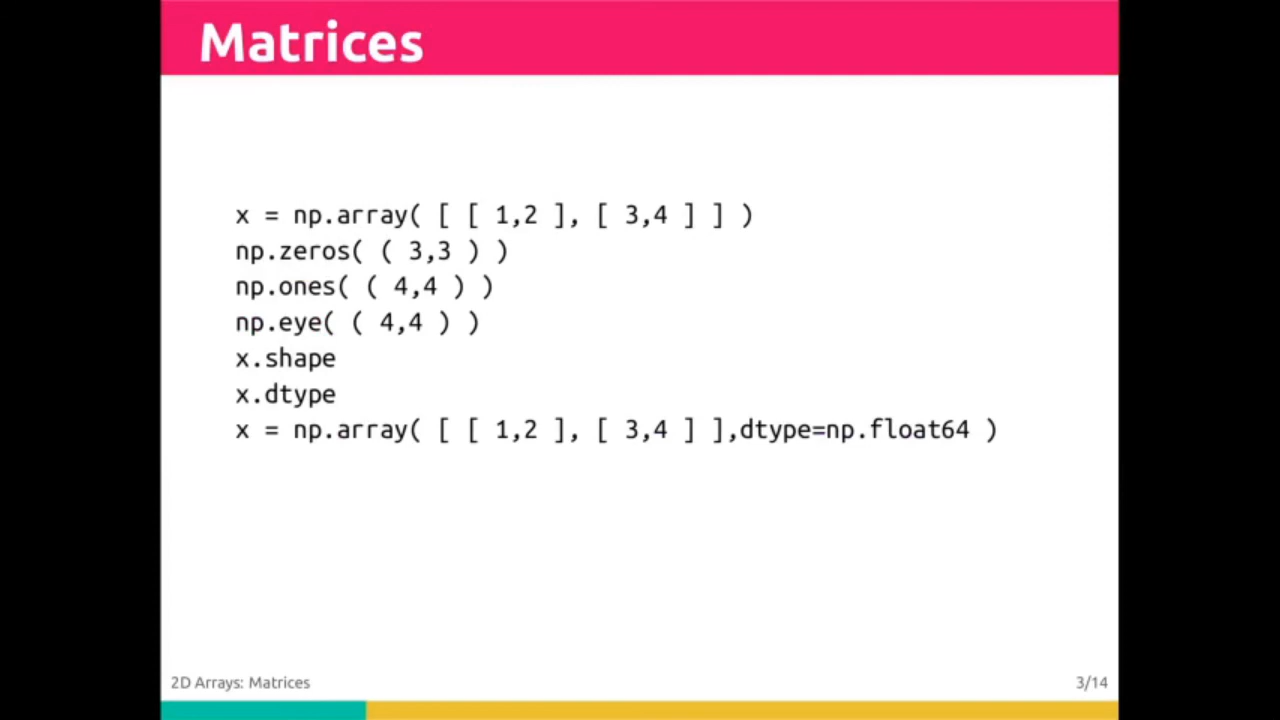 Matrices
x = np.array( [ [ 1,2 ], [ 3,4 ] ] )
np.zeros( ( 3,3 ) )
np.ones( ( 4,4 ) )
np.eye( ( 4,4 ) )
x.shape
x.dtype
x = np.array( [ [ 1,2 ], [ 3,4 ] ],dtype=np.float64 )
2D Arrays: Matrices
3/14